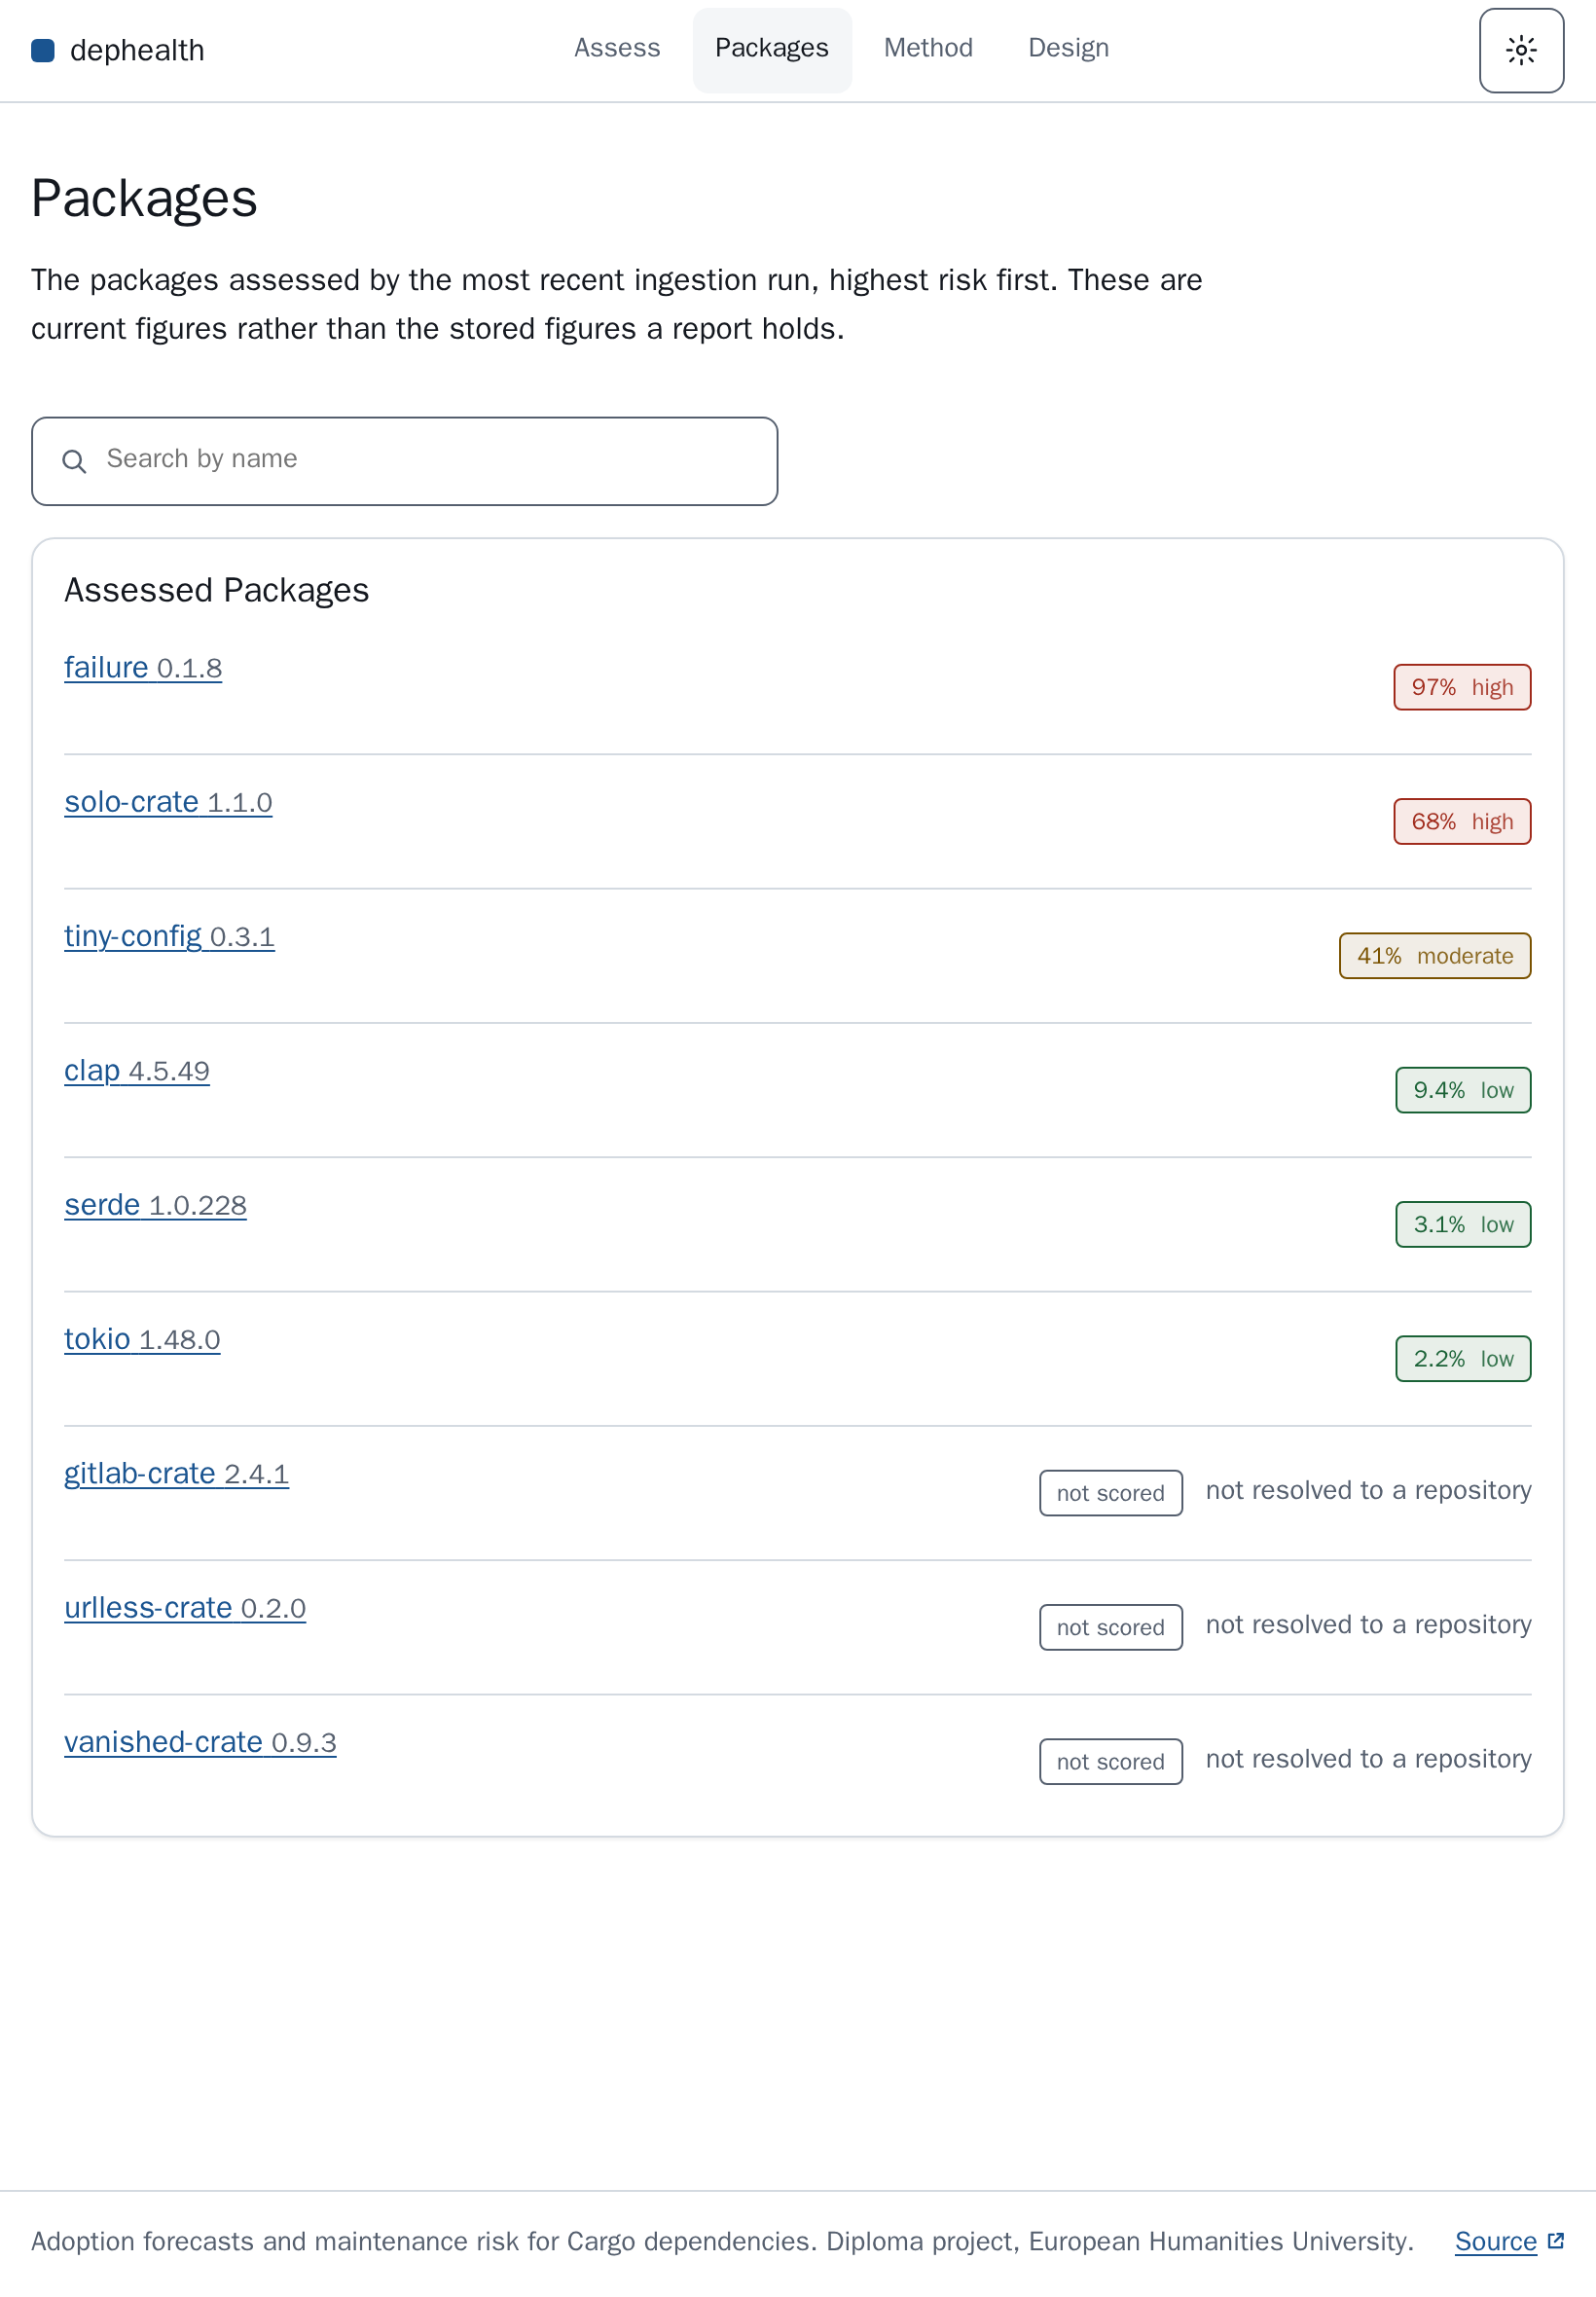 dephealth Assess Packages Method Design
Packages
The packages assessed by the most recent ingestion run, highest risk first. These are
current figures rather than the stored figures a report holds.
Search by name
Assessed Packages
failure 0.1.8 97% high
solo-crate 1.1.0 68% high
tiny-config 0.3.1 41% moderate
clap 4.5.49 9.4% low
serde 1.0.228 3.1% low
tokio 1.48.0 2.2% low
gitlab-crate 2.4.1 not scored not resolved to a repository
urlless-crate 0.2.0 not scored not resolved to a repository
vanished-crate 0.9.3 not scored not resolved to a repository
Adoption forecasts and maintenance risk for Cargo dependencies. Diploma project, European Humanities University. Source